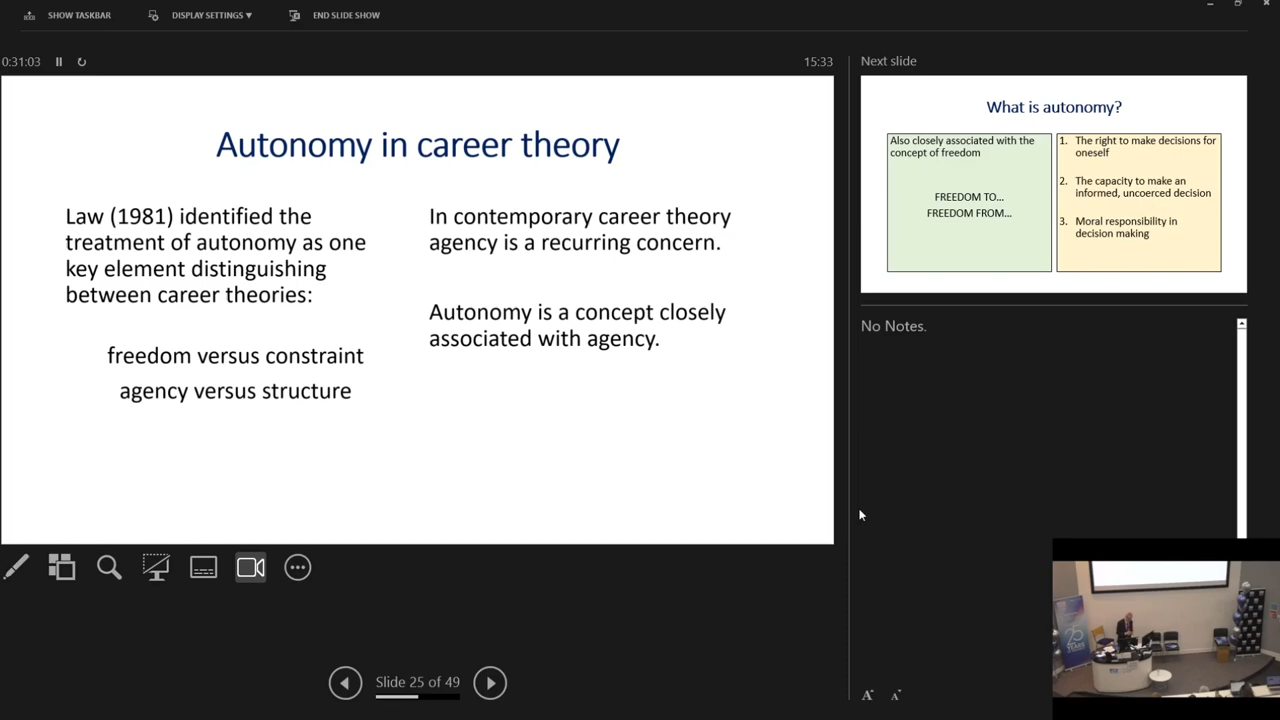 SHOW TASKBAR
DISPLAY SETTINGS ▾
END SLIDE SHOW
0:31:03
15:33
Autonomy in career theory
Law (1981) identified the
treatment of autonomy as one
key element distinguishing
between career theories:
freedom versus constraint
agency versus structure
In contemporary career theory
agency is a recurring concern.
Autonomy is a concept closely
associated with agency.
Slide 25 of 49
Next slide
What is autonomy?
Also closely associated with the
concept of freedom
FREEDOM TO...
FREEDOM FROM...
1. The right to make decisions for
oneself
2. The capacity to make an
informed, uncoerced decision
3. Moral responsibility in
decision making
No Notes.
A A
25
YEARS